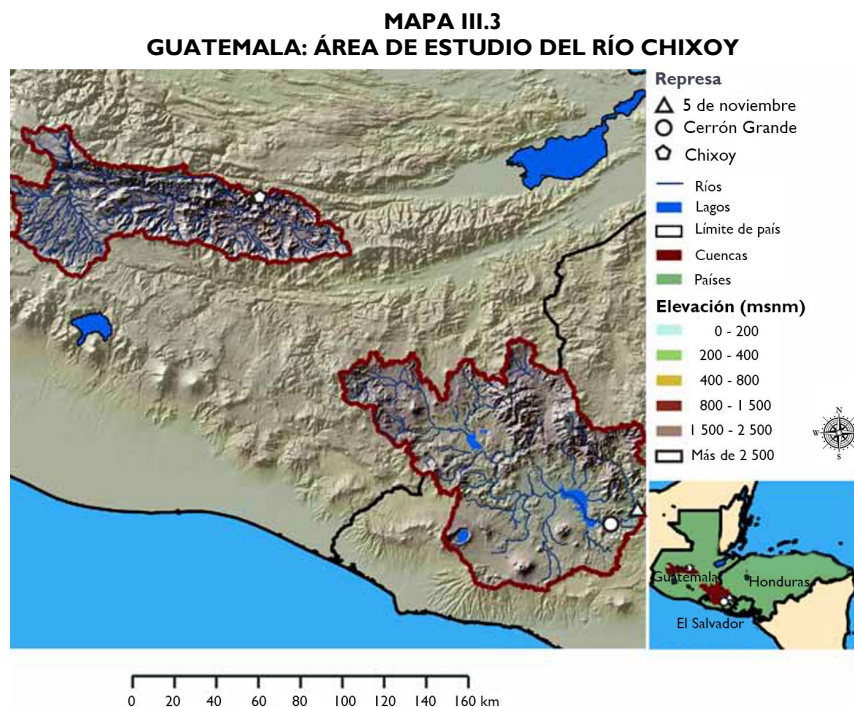 MAPA III.3
GUATEMALA: ÁREA DE ESTUDIO DEL RÍO CHIXOY
Represa
5 de noviembre
Cerrón Grande
Chixoy
Ríos
Lagos
Límite de país
Cuencas
Países
Elevación (msnm)
0 - 200
200 - 400
400 - 800
800 - 1 500
1 500 - 2 500
Más de 2 500
N
W
S
Guatemala
Honduras
El Salvador
0 20 40 60 80 100 120 140 160 km